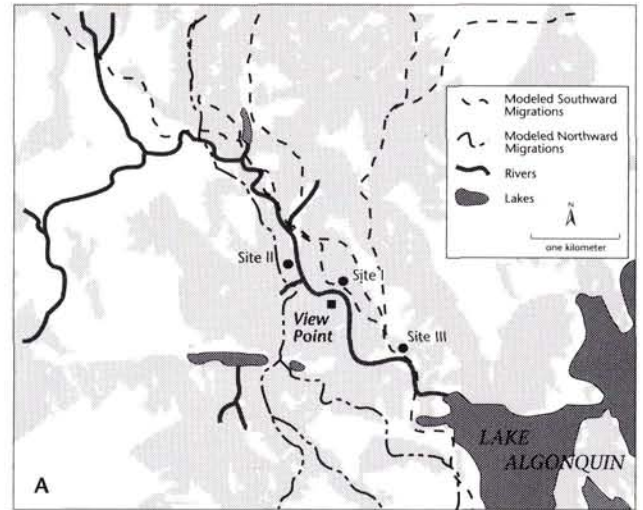 Modeled Southward
Migrations
Modeled Northward
Migrations
Rivers
Lakes
N
one kilometer
Site II
Site I
View
Point
Site III
LAKE
ALGONQUIN
A